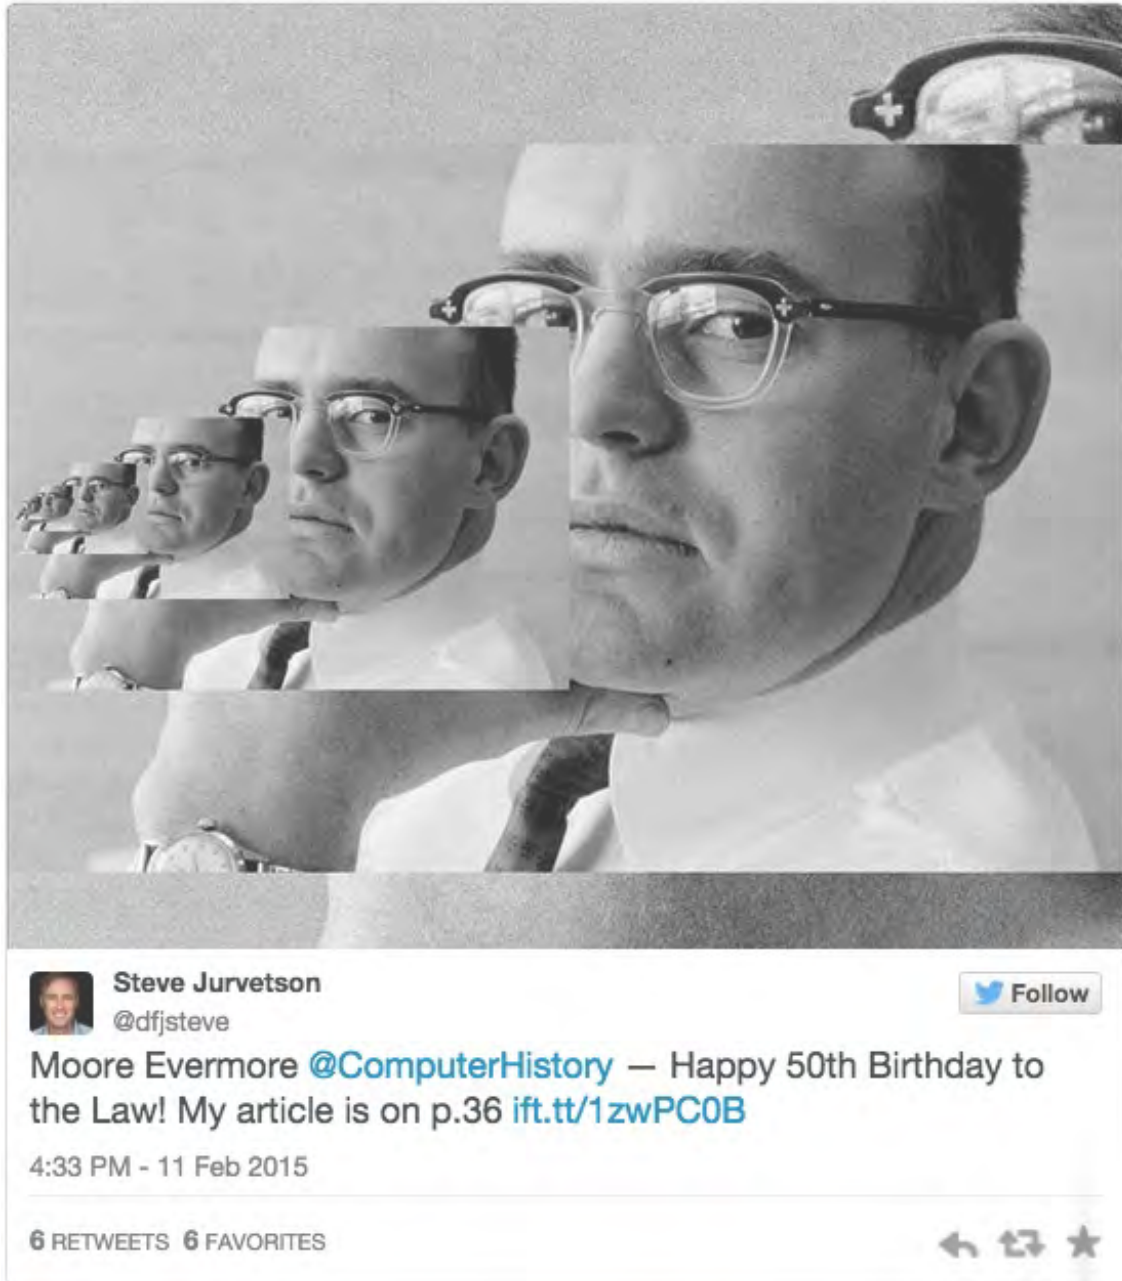 Steve Jurvetson
@dfjsteve
Follow
Moore Evermore @ComputerHistory — Happy 50th Birthday to
the Law! My article is on p.36 ift.tt/1zwPC0B
4:33 PM - 11 Feb 2015
6 RETWEETS 6 FAVORITES